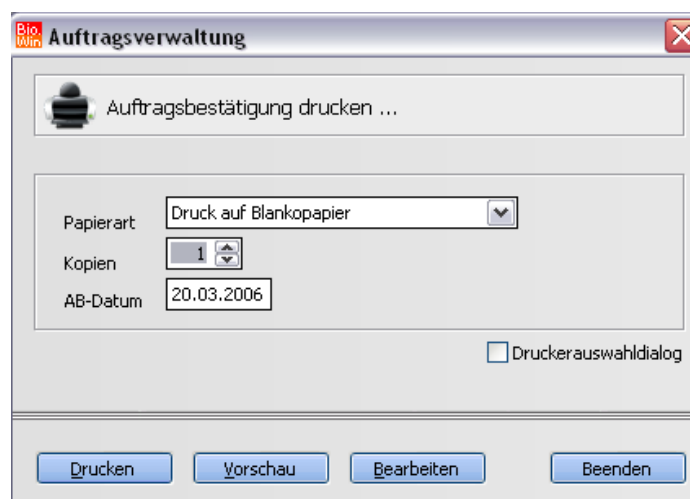 Bio Win Auftragsverwaltung
Auftragsbestätigung drucken ...
Papierart Druck auf Blankopapier
Kopien 1
AB-Datum 20.03.2006
Druckerauswahldialog
Drucken Vorschau Bearbeiten Beenden